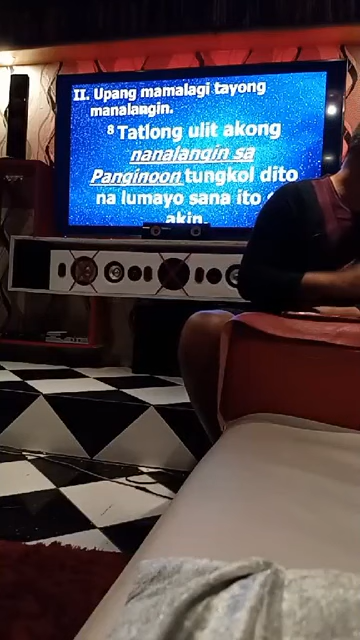 II. Upang mamalagi tayong
manalangin.
8 Tatlong ulit akong
nanalangin sa
Panginoon tungkol dito
na lumayo sana ito
akin.